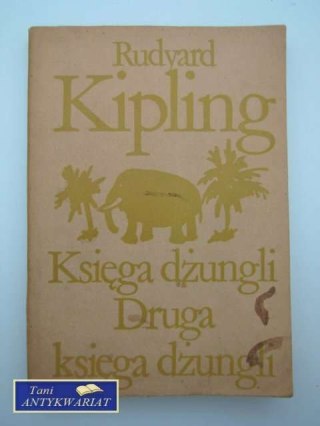 Rudyard
Kipling
Księga dżungli
Druga
księga dżungli
Tani
ANTYKWARIAT